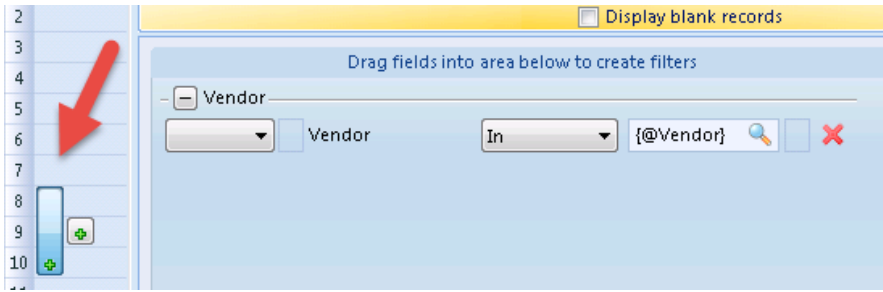 2
Display blank records
3
Drag fields into area below to create filters
4
Vendor
5
6
Vendor In {@Vendor}
7
8
9
10